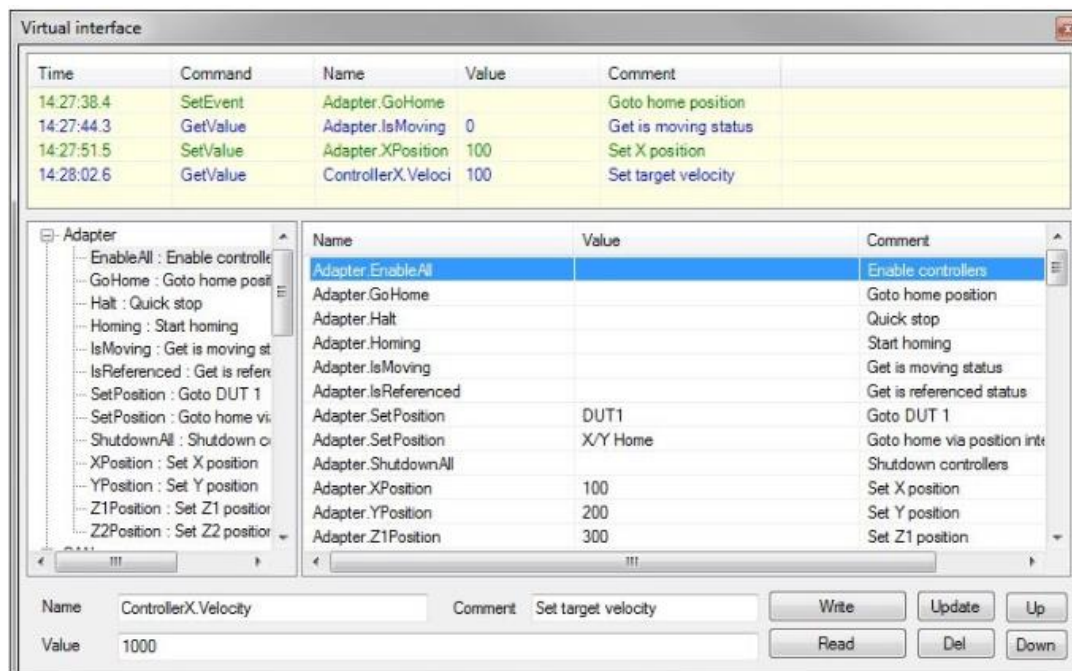 Virtual interface
Time Command Name Value Comment
14:27:38.4 SetEvent Adapter.GoHome Goto home position
14:27:44.3 GetValue Adapter.IsMoving 0 Get is moving status
14:27:51.5 SetValue Adapter.XPosition 100 Set X position
14:28:02.6 GetValue ControllerX.Veloci 100 Set target velocity
Adapter
EnableAll : Enable controlle
GoHome : Goto home posit
Halt : Quick stop
Homing : Start homing
IsMoving : Get is moving st
IsReferenced : Get is refere
SetPosition : Goto DUT 1
SetPosition : Goto home via
ShutdownAll : Shutdown co
XPosition : Set X position
YPosition : Set Y position
Z1Position : Set Z1 position
Z2Position : Set Z2 position
Name Value Comment
Adapter.EnableAll Enable controllers
Adapter.GoHome Goto home position
Adapter.Halt Quick stop
Adapter.Homing Start homing
Adapter.IsMoving Get is moving status
Adapter.IsReferenced Get is referenced status
Adapter.SetPosition DUT1 Goto DUT 1
Adapter.SetPosition X/Y Home Goto home via position inte
Adapter.ShutdownAll Shutdown controllers
Adapter.XPosition 100 Set X position
Adapter.YPosition 200 Set Y position
Adapter.Z1Position 300 Set Z1 position
Name ControllerX.Velocity Comment Set target velocity Write Update Up
Value 1000 Read Del Down